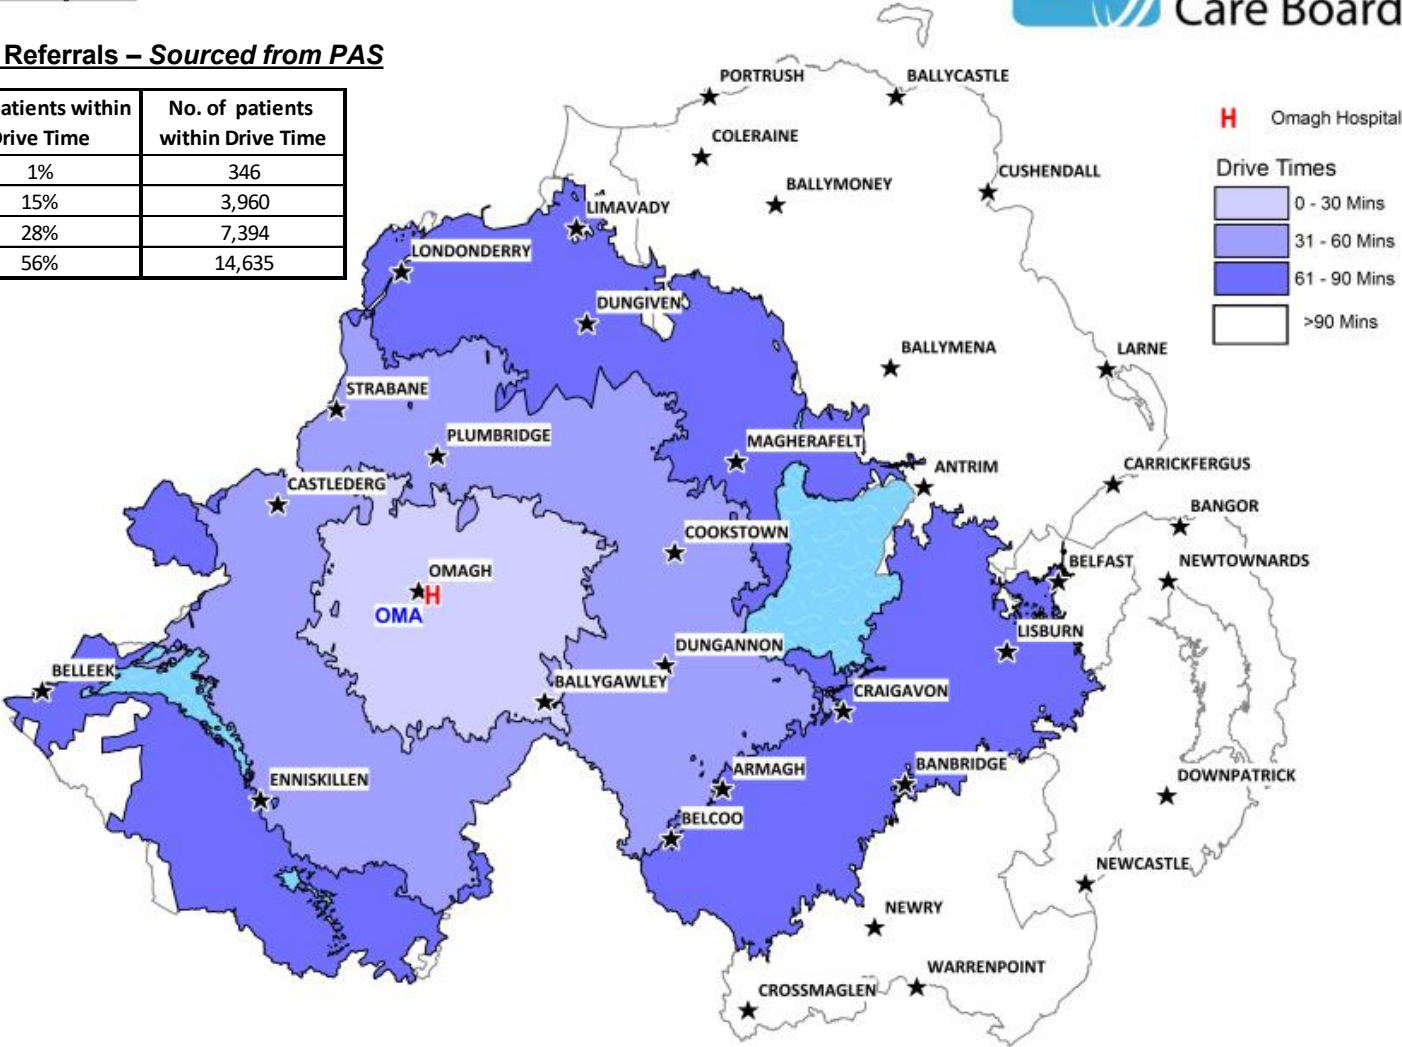 Care Board
Referrals – Sourced from PAS
atients within
Drive Time
No. of patients
within Drive Time
1% 346
15% 3,960
28% 7,394
56% 14,635
H Omagh Hospital
Drive Times
0 - 30 Mins
31 - 60 Mins
61 - 90 Mins
>90 Mins
PORTRUSH
BALLYCASTLE
COLERAINE
CUSHENDALL
BALLYMONEY
LIMAVADY
LONDONDERRY
DUNGIVEN
BALLYMENA
LARNE
STRABANE
PLUMBRIDGE
MAGHERAFELT
CARRICKFERGUS
ANTRIM
CASTLEDERG
BANGOR
COOKSTOWN
BELFAST
NEWTOWNARDS
OMAGH
H
OMA
LISBURN
DUNGANNON
BELLEEK
BALLYGAWLEY
CRAIGAVON
ARMAGH
BANBRIDGE
ENNISKILLEN
DOWNPATRICK
BELCOO
NEWCASTLE
NEWRY
WARRENPOINT
CROSSMAGLEN